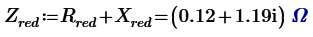 Z_red := R_red + X_red = (0.12 + 1.19i) Ω